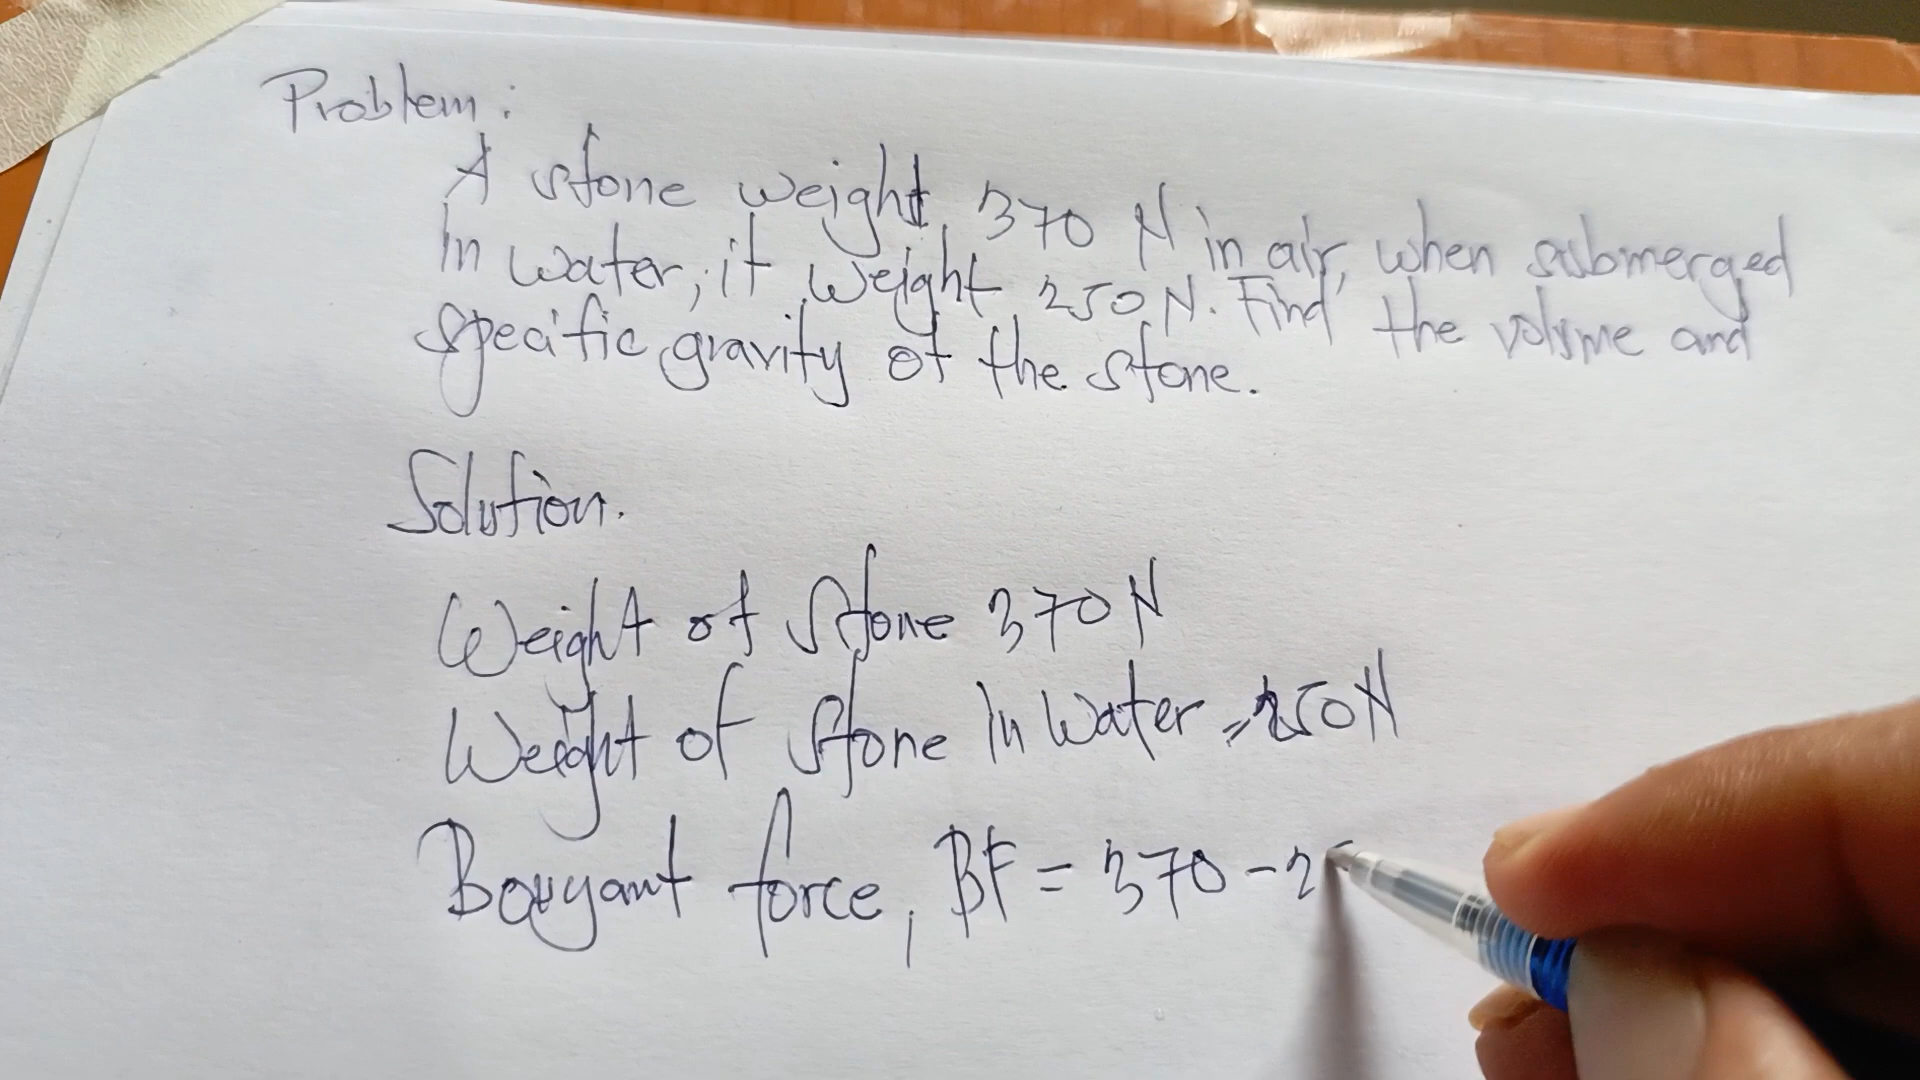 Problem:
A stone weight 370 N in air, when submerged
in water, it weight 250 N. Find the volume and
specific gravity of the stone.
Solution.
Weight of stone 370 N
Weight of stone in water = 250 N
Bouyant force, BF = 370 - 25